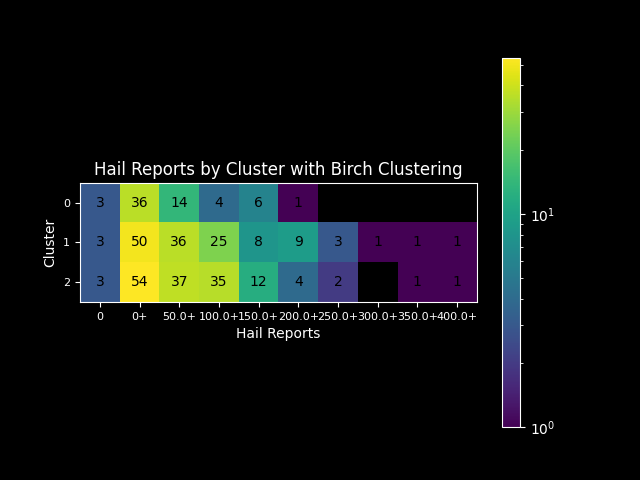 Hail Reports by Cluster with Birch Clustering
0 3 36 14 4 6 1
1 3 50 36 25 8 9 3 1 1 1
2 3 54 37 35 12 4 2 1 1
Cluster
0 0+ 50.0+ 100.0+ 150.0+ 200.0+ 250.0+ 300.0+ 350.0+ 400.0+
Hail Reports
10¹
10⁰